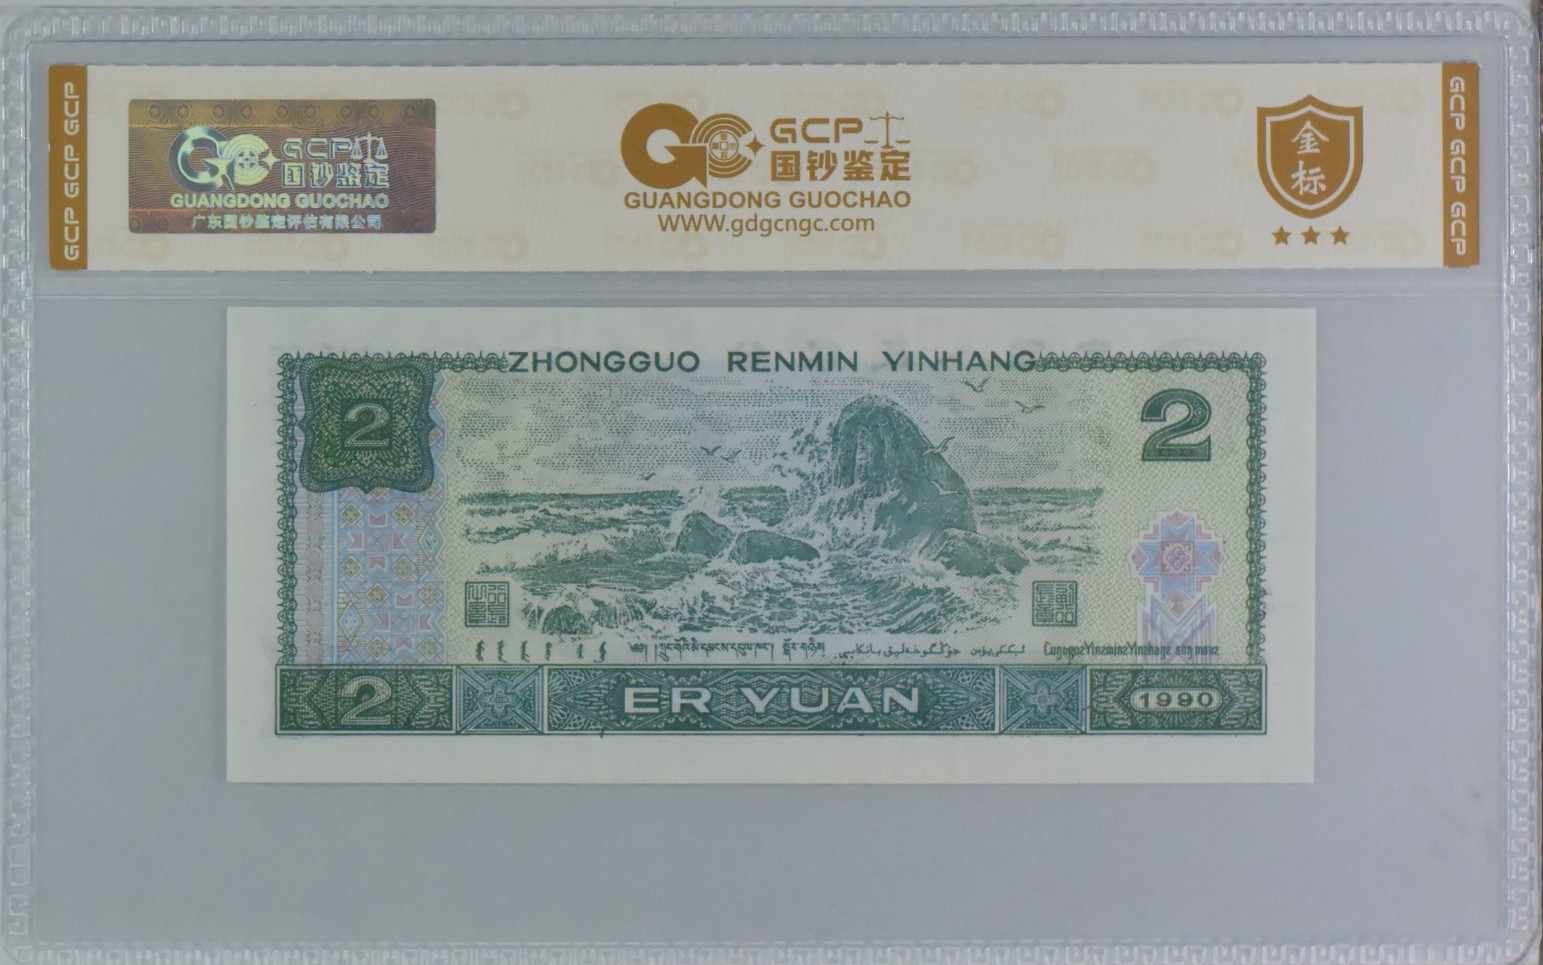 GCP GCP GCP
GCP
国钞鉴定
GUANGDONG GUOCHAO
广东国钞鉴定评估有限公司
GCP
国钞鉴定
GUANGDONG GUOCHAO
WWW.gdgcngc.com
金
标
GCP GCP GCP
ZHONGGUO RENMIN YINHANG
2
2
2
ER YUAN
1990